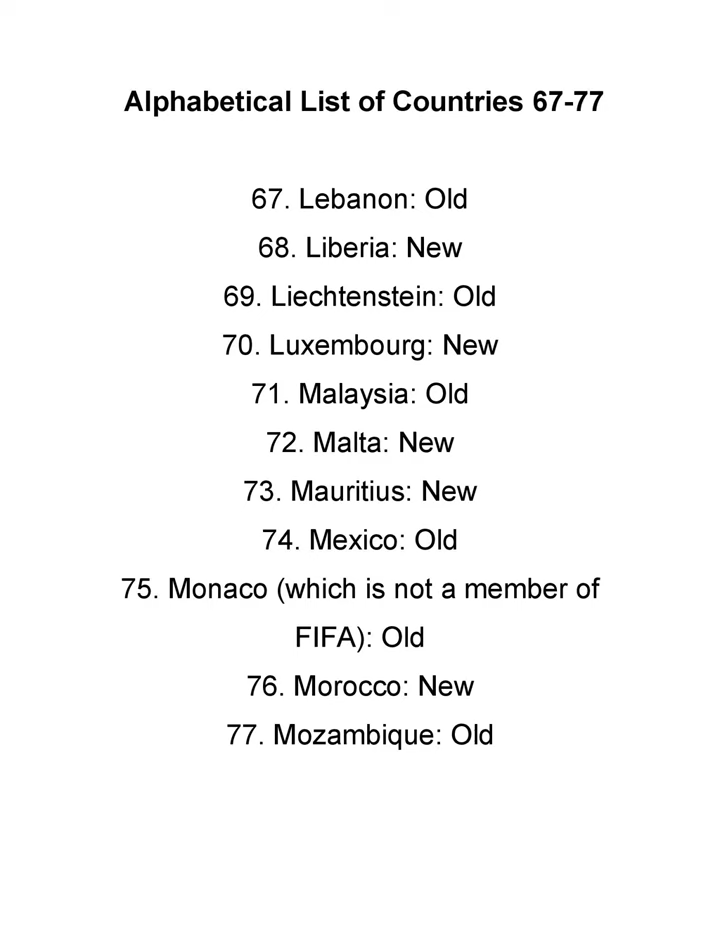 Alphabetical List of Countries 67-77
67. Lebanon: Old
68. Liberia: New
69. Liechtenstein: Old
70. Luxembourg: New
71. Malaysia: Old
72. Malta: New
73. Mauritius: New
74. Mexico: Old
75. Monaco (which is not a member of
FIFA): Old
76. Morocco: New
77. Mozambique: Old